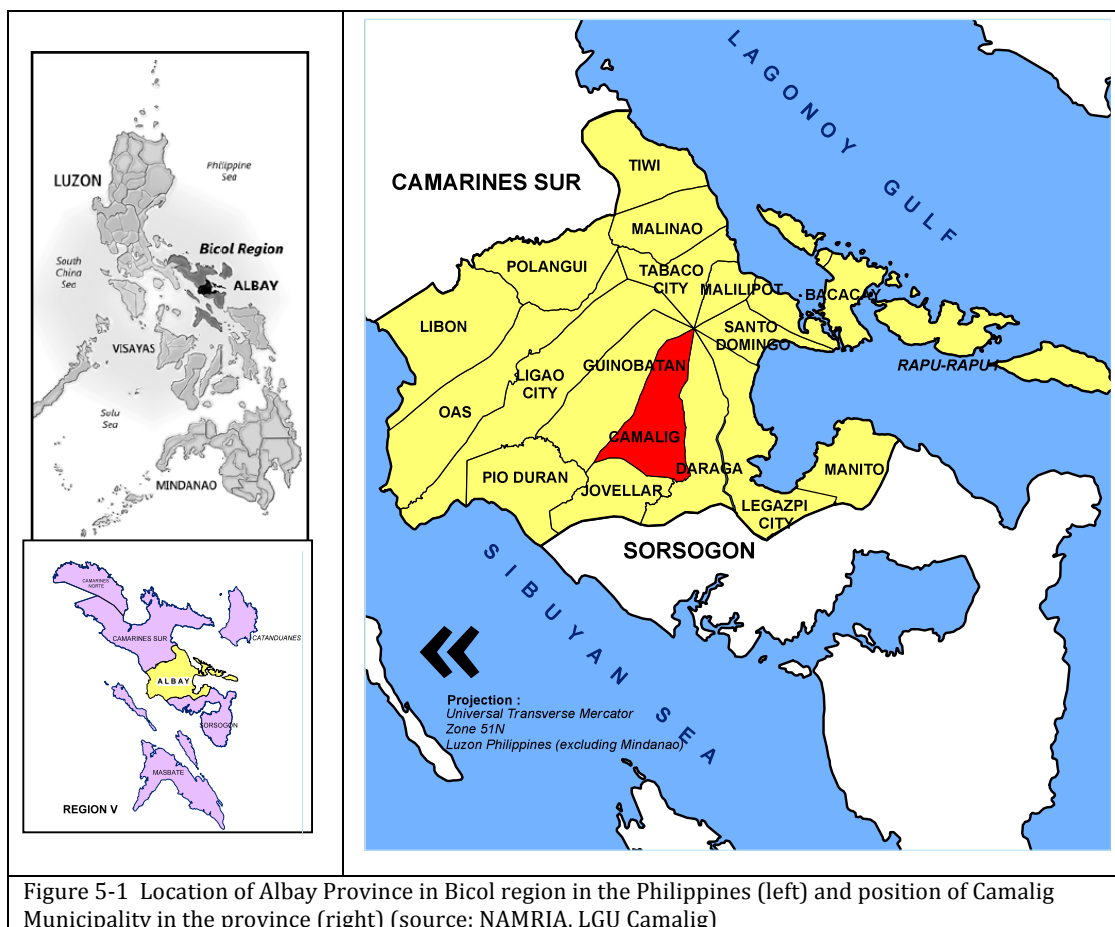 LUZON
Philippine
Sea
Bicol Region
South
China
Sea
ALBAY
VISAYAS
Sulu
Sea
MINDANAO
CAMARINES
NORTE
CAMARINES SUR
CATANDUANES
ALBAY
SORSOGON
MASBATE
REGION V
LAGONOY GULF
CAMARINES SUR
TIWI
MALINAO
POLANGUI
TABACO
CITY
MALILIPOT
BACACAY
LIBON
SANTO
DOMINGO
GUINOBATAN
RAPU-RAPU
LIGAO
CITY
OAS
CAMALIG
PIO DURAN
DARAGA
MANITO
JOVELLAR
LEGAZPI
CITY
SORSOGON
SIBUYAN SEA
Projection :
Universal Transverse Mercator
Zone 51N
Luzon Philippines (excluding Mindanao)
Figure 5-1 Location of Albay Province in Bicol region in the Philippines (left) and position of Camalig
Municipality in the province (right) (source: NAMRIA, LGU Camalig)